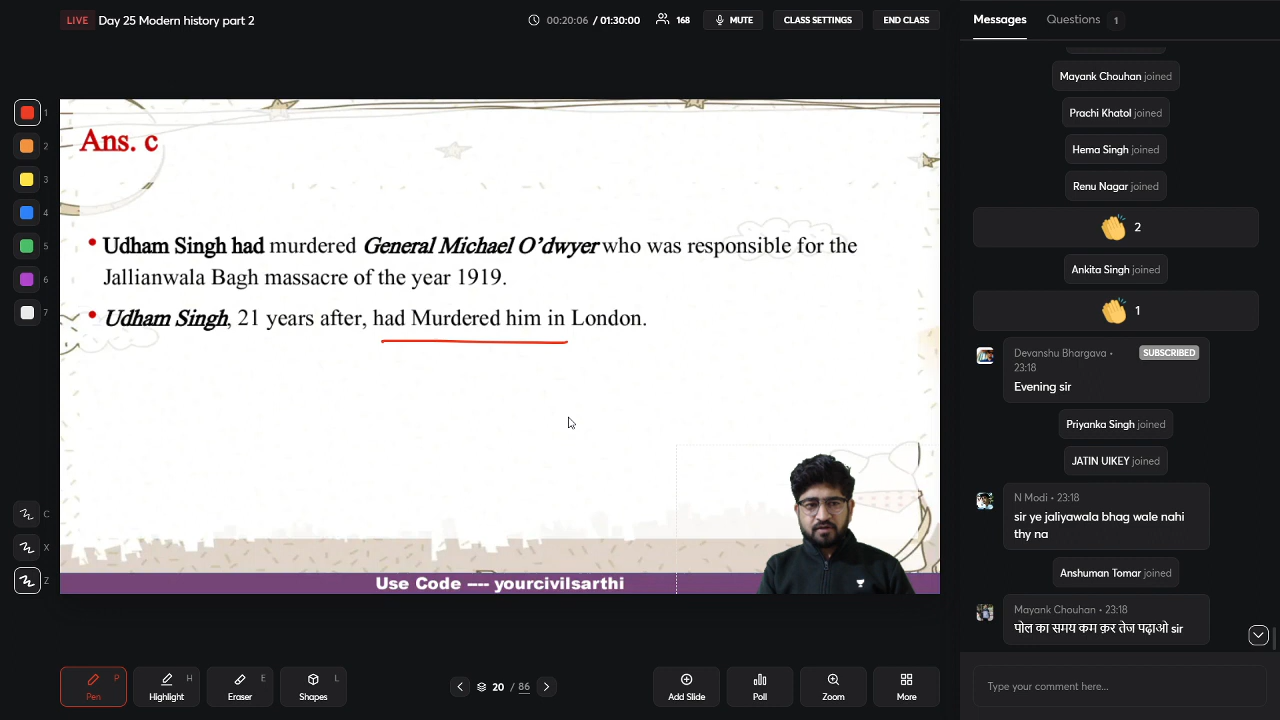 LIVE Day 25 Modern history part 2
00:20:06 / 01:30:00
168
MUTE
CLASS SETTINGS
END CLASS
Messages
Questions 1
1
2
3
4
5
6
7
C
X
Z
Ans. c
• Udham Singh had murdered General Michael O’dwyer who was responsible for the
Jallianwala Bagh massacre of the year 1919.
• Udham Singh, 21 years after, had Murdered him in London.
Use Code ---- yourcivilsarthi
Mayank Chouhan joined
Prachi Khatol joined
Hema Singh joined
Renu Nagar joined
2
Ankita Singh joined
1
Devanshu Bhargava •
23:18
SUBSCRIBED
Evening sir
Priyanka Singh joined
JATIN UIKEY joined
N Modi • 23:18
sir ye jaliyawala bhag wale nahi
thy na
Anshuman Tomar joined
Mayank Chouhan • 23:18
पोल का समय कम क़र तेज पढ़ाओ sir
Type your comment here...
Pen P
Highlight H
Eraser E
Shapes L
20 / 86
Add Slide
Poll
Zoom
More